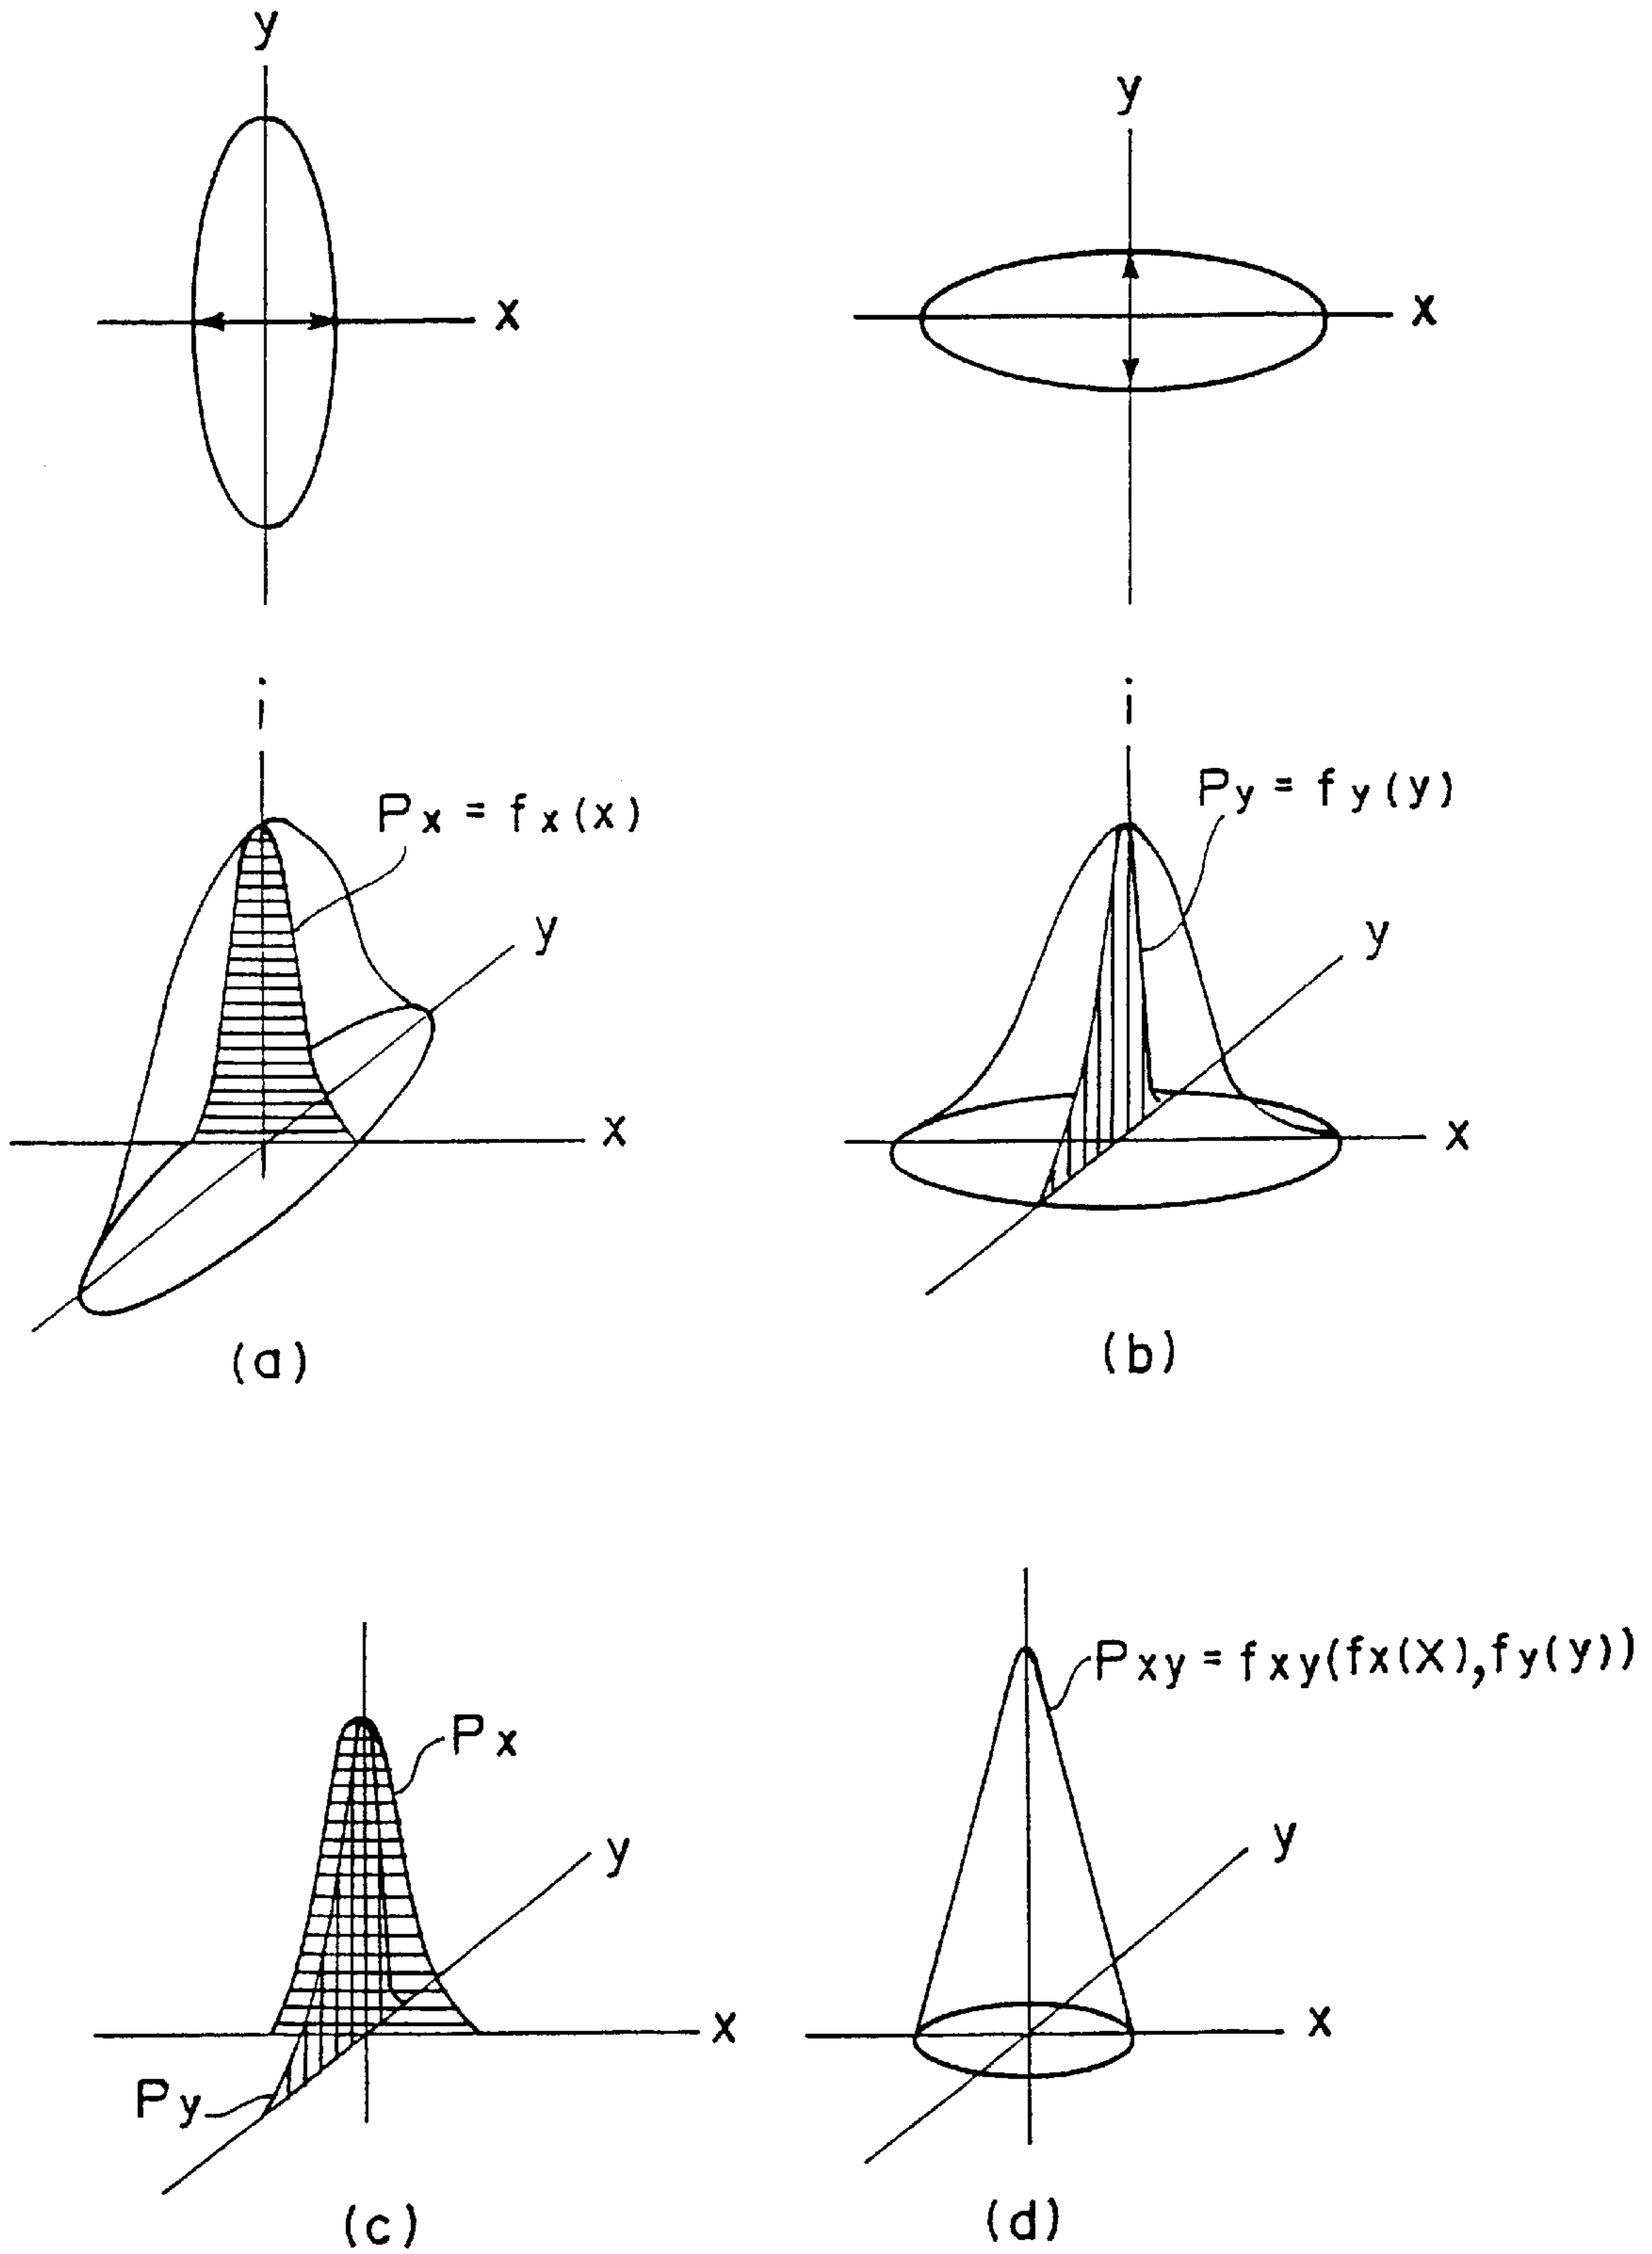 y
y
x
x
Px = fx(x)
Py = fy(y)
y
y
x
x
(a)
(b)
Pxy = fxy(fx(X),fy(y))
Px
y
y
x
x
Py
(c)
(d)